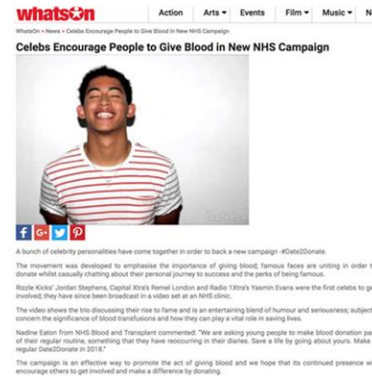 whatson
Action Arts Events Film Music N
WhatsOn » News » Celebs Encourage People to Give Blood in New NHS Campaign
Celebs Encourage People to Give Blood in New NHS Campaign
A bunch of celebrity personalities have come together in order to back a new campaign -#Date2Donate.
The movement was developed to emphasise the importance of giving blood; famous faces are uniting in order t
donate whilst casually chatting about their personal journey to success and the perks of being famous.
Rizzle Kicks' Jordan Stephens, Capital Xtra's Remel London and Radio 1Xtra's Yasmin Evans were the first celebs to ge
involved; they have since been broadcast in a video set at an NHS clinic.
The video shows the trio discussing their rise to fame and is an entertaining blend of humour and seriousness; subject
concern the significance of blood transfusions and how they can play a vital role in saving lives.
Nadine Eaton from NHS Blood and Transplant commented: "We are asking young people to make blood donation pa
of their regular routine, something that they have reoccurring in their diaries. Save a life by going about yours. Make
regular Date2Donate in 2018."
The campaign is an effective way to promote the act of giving blood and we hope that its continued presence wi
encourage others to get involved and make a difference by donating.